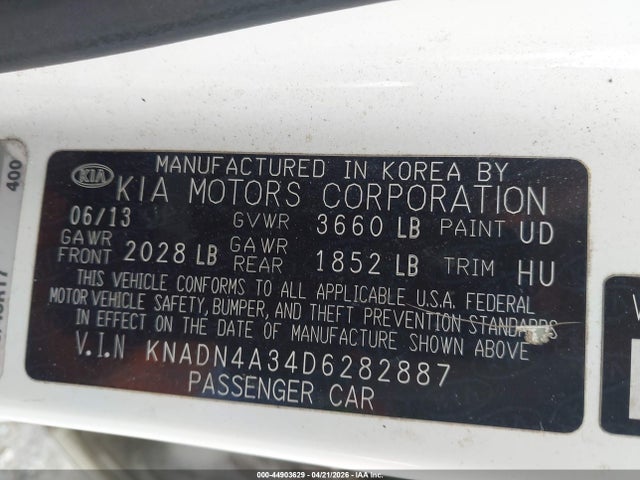 MANUFACTURED IN KOREA BY
KIA KIA MOTORS CORPORATION
06/13 GVWR 3660 LB PAINT UD
GAWR FRONT 2028 LB GAWR REAR 1852 LB TRIM HU
THIS VEHICLE CONFORMS TO ALL APPLICABLE U.S.A. FEDERAL
MOTOR VEHICLE SAFETY, BUMPER, AND THEFT PREVENTION STANDARDS
IN EFFECT ON THE DATE OF MANUFACTURE SHOWN ABOVE
V.I.N KNADN4A34D6282887
PASSENGER CAR
400
000-44903629 - 04/21/2026 - IAA Inc.